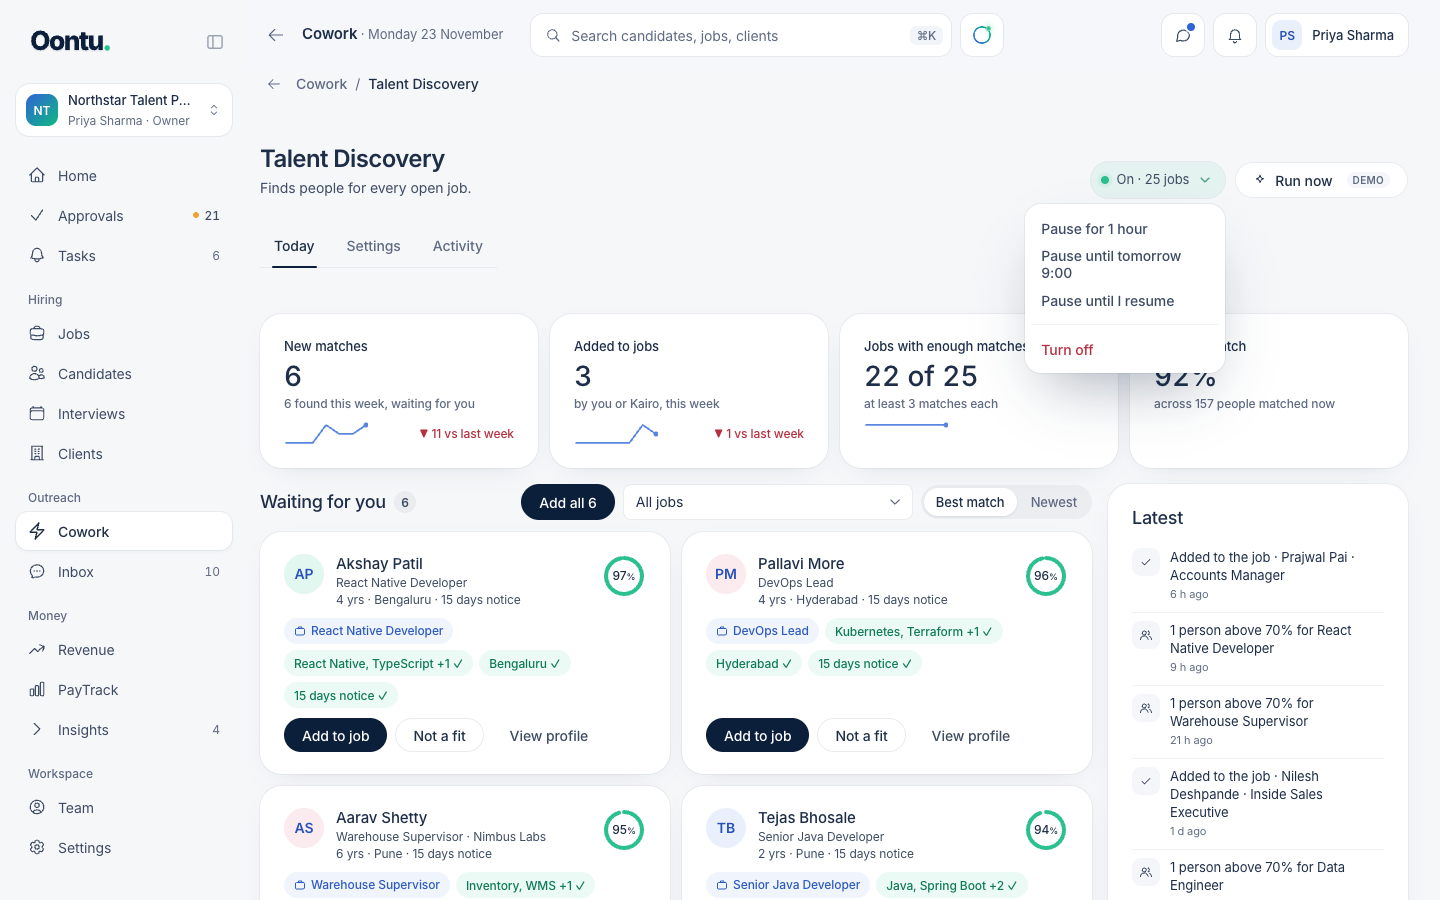 Oontu.
Cowork · Monday 23 November
Search candidates, jobs, clients
⌘K
PS
Priya Sharma
NT
Northstar Talent P...
Priya Sharma · Owner
Cowork / Talent Discovery
Home
Approvals
21
Tasks
6
Hiring
Jobs
Candidates
Interviews
Clients
Outreach
Cowork
Inbox
10
Money
Revenue
PayTrack
Insights
4
Workspace
Team
Settings
Talent Discovery
Finds people for every open job.
On · 25 jobs
Run now
DEMO
Pause for 1 hour
Pause until tomorrow
9:00
Pause until I resume
Turn off
Today
Settings
Activity
New matches
6
6 found this week, waiting for you
▼ 11 vs last week
Added to jobs
3
by you or Kairo, this week
▼ 1 vs last week
Jobs with enough matches
22 of 25
at least 3 matches each
92%
across 157 people matched now
Waiting for you
6
Add all 6
All jobs
Best match
Newest
AP
Akshay Patil
React Native Developer
4 yrs · Bengaluru · 15 days notice
97%
React Native Developer
React Native, TypeScript +1 ✓
Bengaluru ✓
15 days notice ✓
Add to job
Not a fit
View profile
PM
Pallavi More
DevOps Lead
4 yrs · Hyderabad · 15 days notice
96%
DevOps Lead
Kubernetes, Terraform +1 ✓
Hyderabad ✓
15 days notice ✓
Add to job
Not a fit
View profile
AS
Aarav Shetty
Warehouse Supervisor · Nimbus Labs
6 yrs · Pune · 15 days notice
95%
Warehouse Supervisor
Inventory, WMS +1 ✓
TB
Tejas Bhosale
Senior Java Developer
2 yrs · Pune · 15 days notice
94%
Senior Java Developer
Java, Spring Boot +2 ✓
Latest
Added to the job · Prajwal Pai ·
Accounts Manager
6 h ago
1 person above 70% for React
Native Developer
9 h ago
1 person above 70% for
Warehouse Supervisor
21 h ago
Added to the job · Nilesh
Deshpande · Inside Sales
Executive
1 d ago
1 person above 70% for Data
Engineer